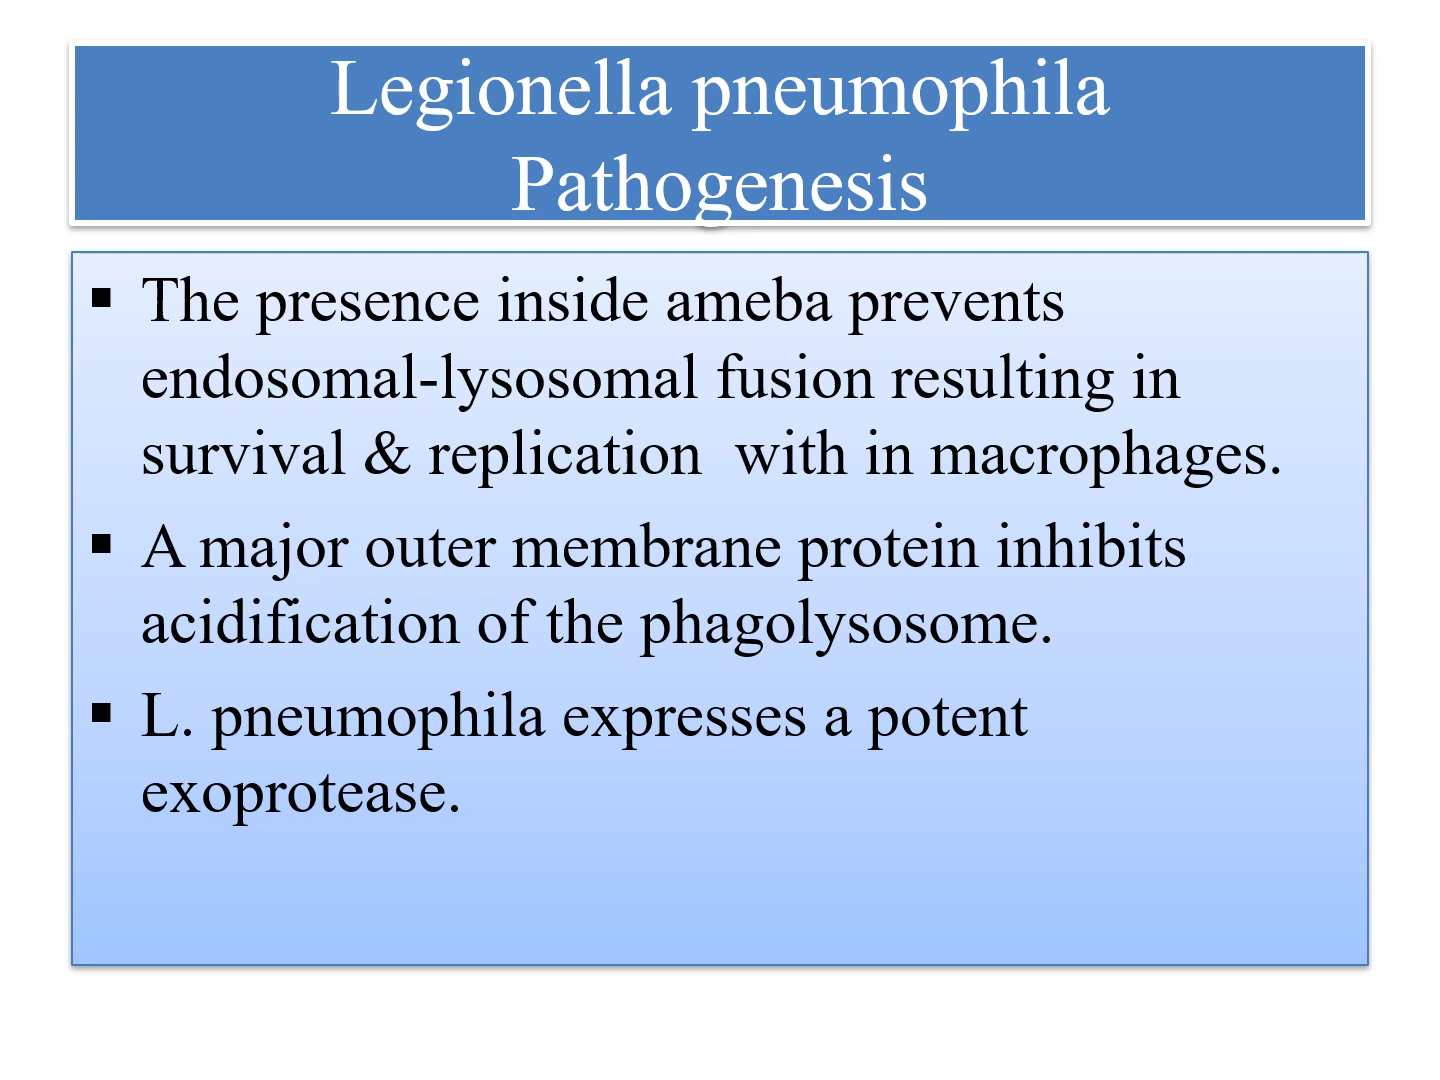 Legionella pneumophila
Pathogenesis
▪ The presence inside ameba prevents
endosomal-lysosomal fusion resulting in
survival & replication  with in macrophages.
▪ A major outer membrane protein inhibits
acidification of the phagolysosome.
▪ L. pneumophila expresses a potent
exoprotease.